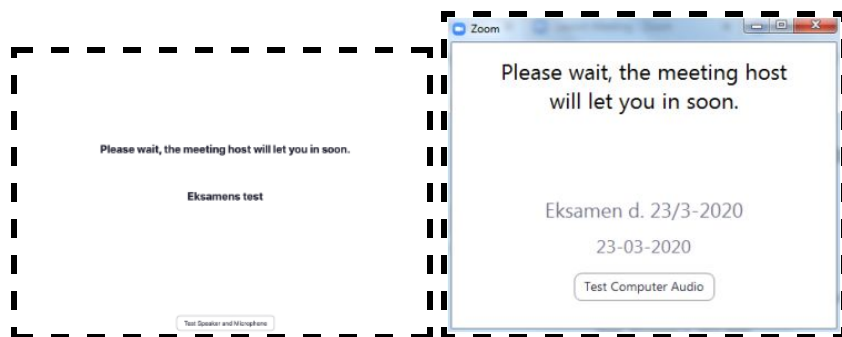 Please wait, the meeting host will let you in soon.
Eksamens test
Test Speaker and Microphone
Zoom
Please wait, the meeting host
will let you in soon.
Eksamen d. 23/3-2020
23-03-2020
Test Computer Audio